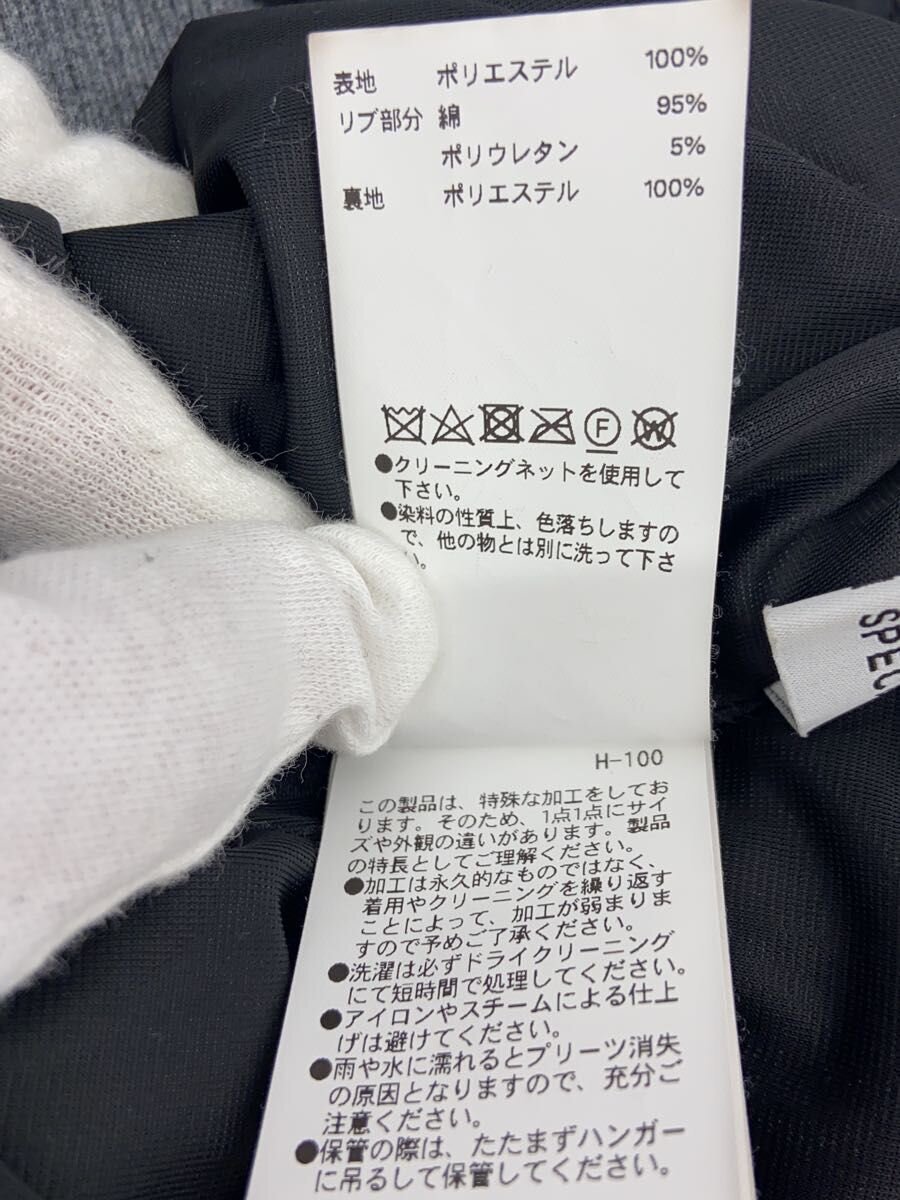 表地 ポリエステル 100%
リブ部分 綿 95%
ポリウレタン 5%
裏地 ポリエステル 100%
F W
●クリーニングネットを使用して
下さい。
●染料の性質上、色落ちしますの
で、他の物とは別に洗って下さ
い。
SPEC
H-100
この製品は、特殊な加工をしてお
ります。そのため、1点1点にサイ
ズや外観の違いがあります。製品
の特長としてご理解ください。
●加工は永久的なものではなく、
着用やクリーニングを繰り返す
ことによって、加工が弱まりま
すので予めご了承ください。
●洗濯は必ずドライクリーニング
にて短時間で処理してください。
●アイロンやスチームによる仕上
げは避けてください。
●雨や水に濡れるとプリーツ消失
の原因となりますので、充分ご
注意ください。
●保管の際は、たたまずハンガー
に吊るして保管してください。